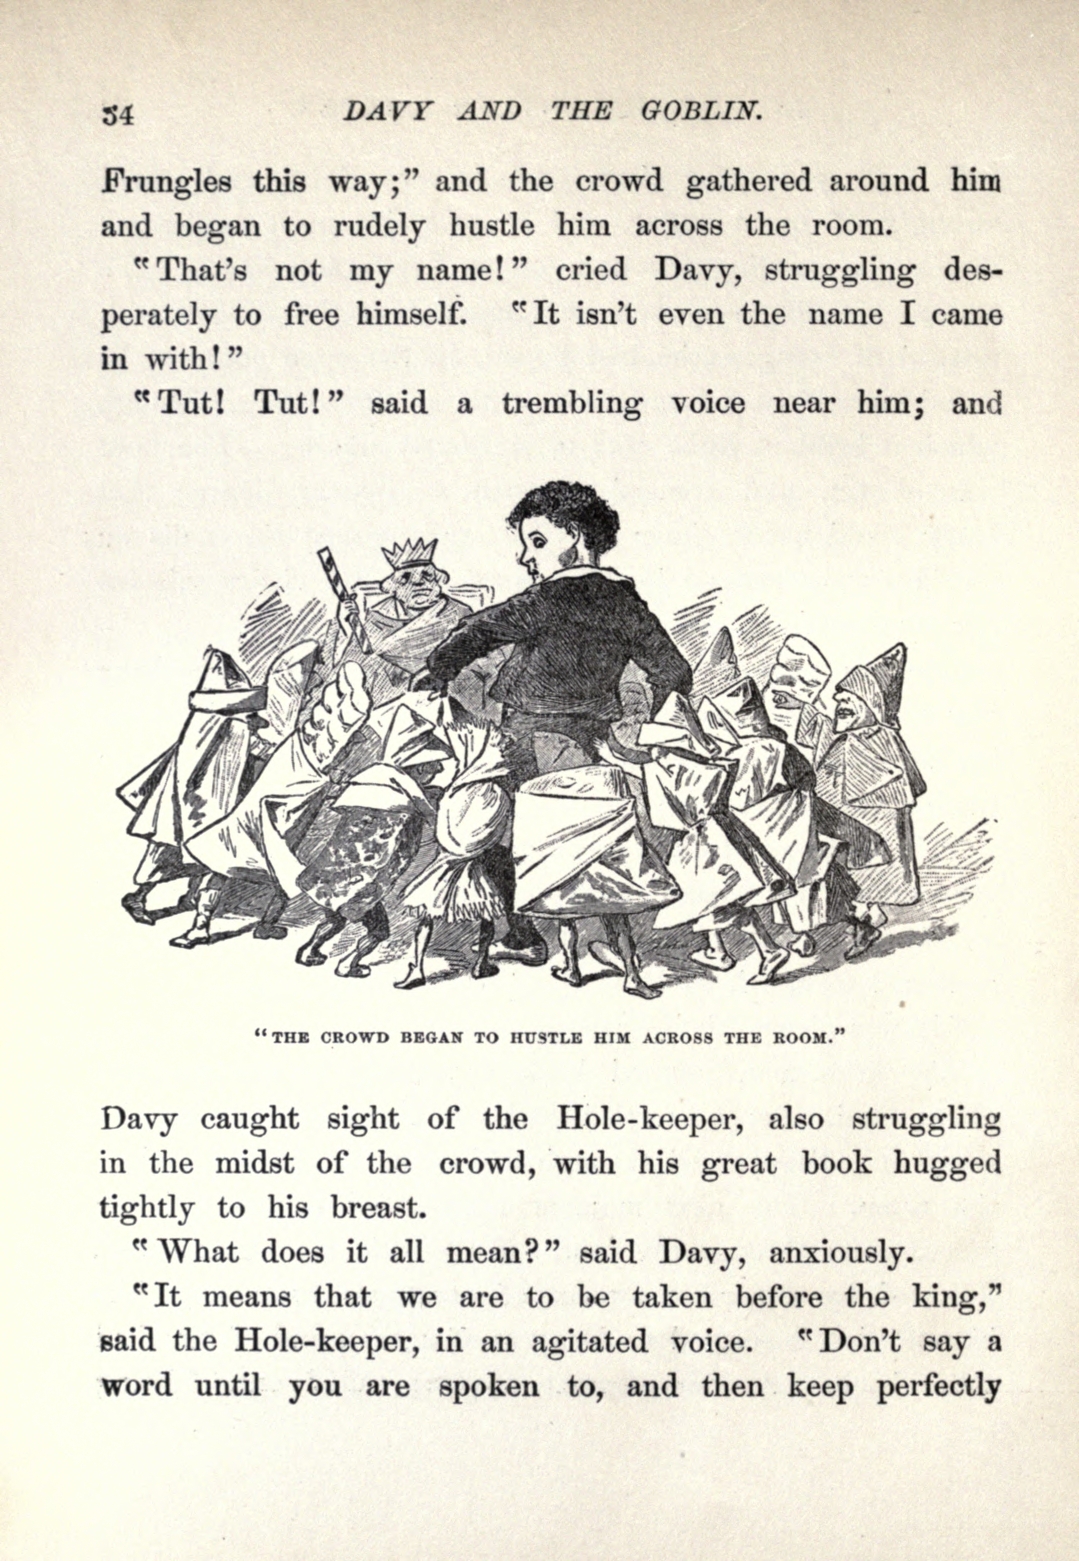 54 DAVY AND THE GOBLIN.
Frungles this way;” and the crowd gathered around him
and began to rudely hustle him across the room.
“That’s not my name!” cried Davy, struggling des-
perately to free himself. “It isn’t even the name I came
in with!”
“Tut! Tut!” said a trembling voice near him; and
“THE CROWD BEGAN TO HUSTLE HIM ACROSS THE ROOM.”
Davy caught sight of the Hole-keeper, also struggling
in the midst of the crowd, with his great book hugged
tightly to his breast.
“What does it all mean?” said Davy, anxiously.
“It means that we are to be taken before the king,”
said the Hole-keeper, in an agitated voice. “Don’t say a
word until you are spoken to, and then keep perfectly